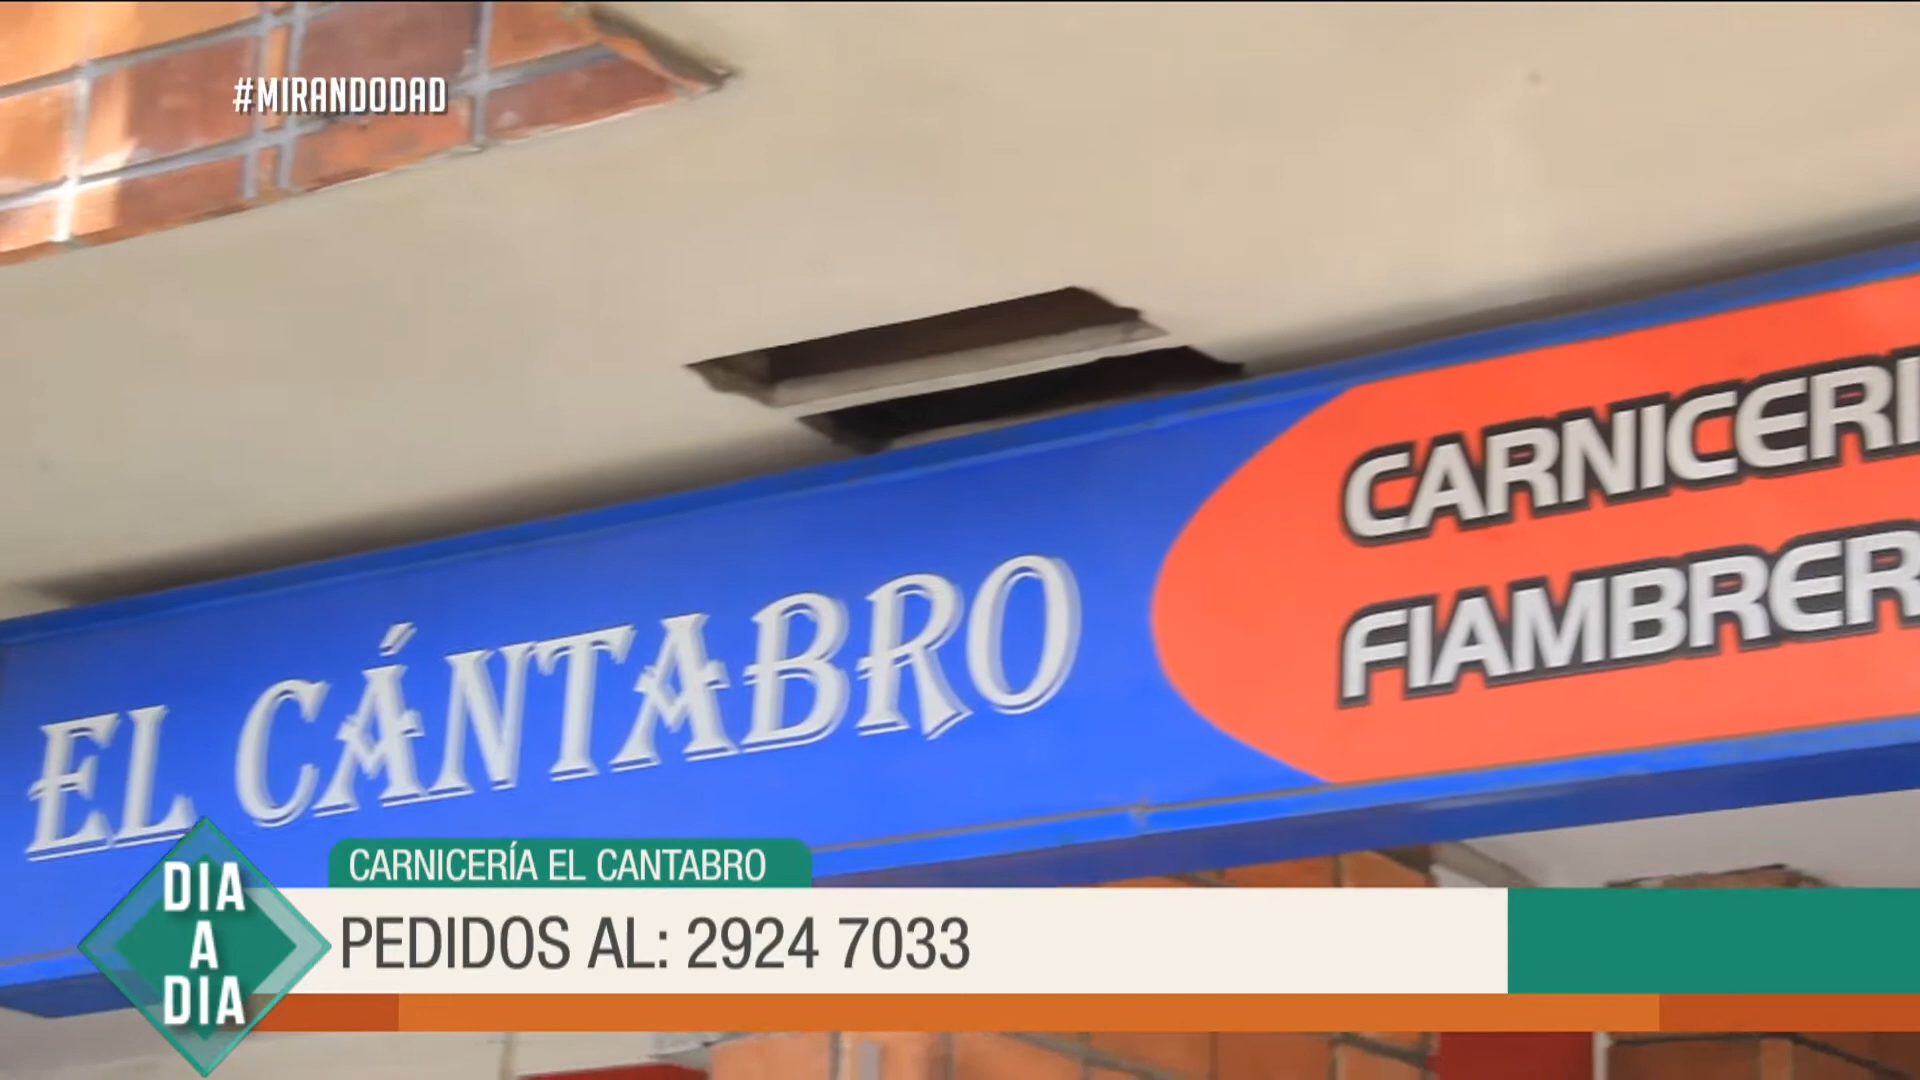 #MIRANDODAD
CARNICERI
FIAMBRER
EL CÁNTABRO
CARNICERÍA EL CANTABRO
PEDIDOS AL: 2924 7033
DIA
A
DIA